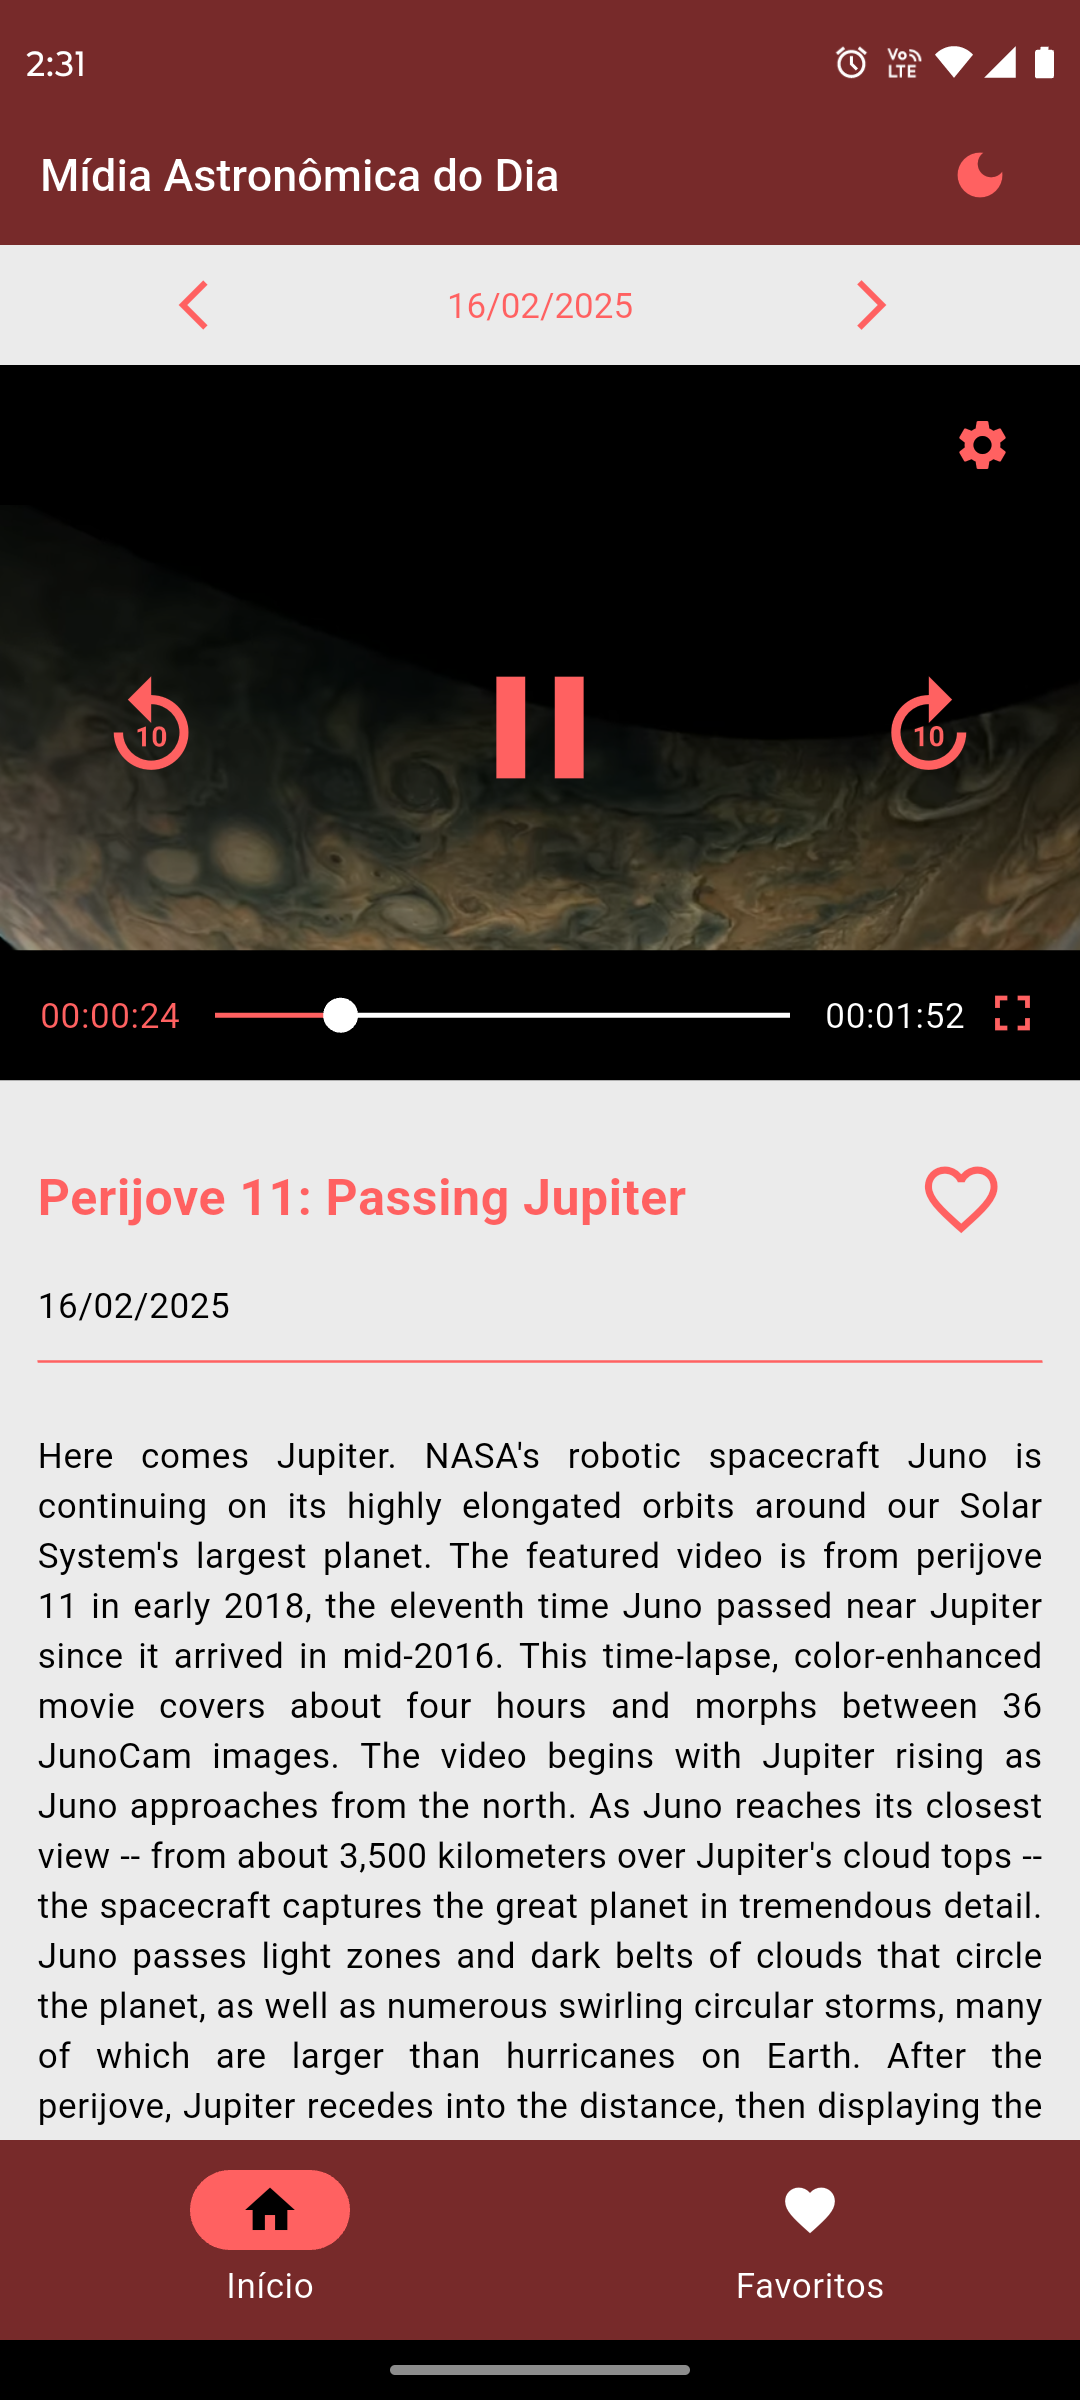 2:31
Vo
LTE
Mídia Astronômica do Dia
16/02/2025
10
10
00:00:24
00:01:52
Perijove 11: Passing Jupiter
16/02/2025
Here comes Jupiter. NASA's robotic spacecraft Juno is
continuing on its highly elongated orbits around our Solar
System's largest planet. The featured video is from perijove
11 in early 2018, the eleventh time Juno passed near Jupiter
since it arrived in mid-2016. This time-lapse, color-enhanced
movie covers about four hours and morphs between 36
JunoCam images. The video begins with Jupiter rising as
Juno approaches from the north. As Juno reaches its closest
view -- from about 3,500 kilometers over Jupiter's cloud tops --
the spacecraft captures the great planet in tremendous detail.
Juno passes light zones and dark belts of clouds that circle
the planet, as well as numerous swirling circular storms, many
of which are larger than hurricanes on Earth. After the
perijove, Jupiter recedes into the distance, then displaying the
Início
Favoritos